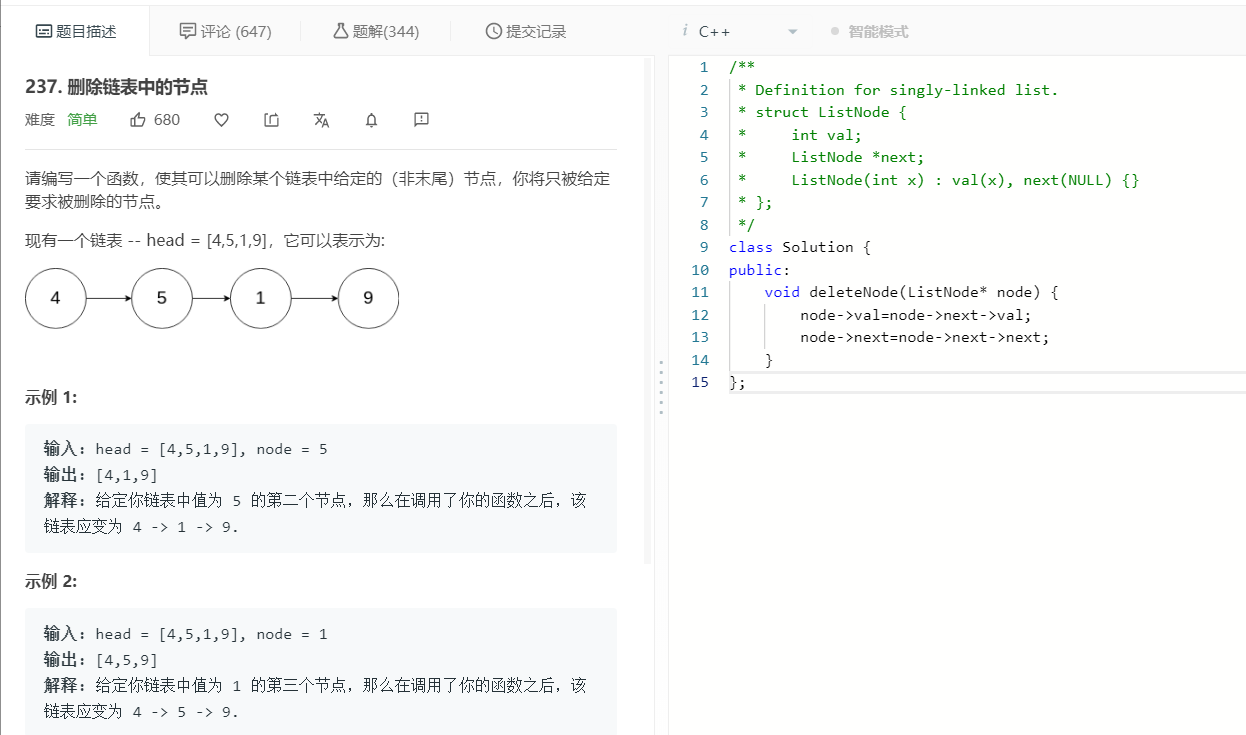 题目描述
评论 (647)
题解(344)
提交记录
i C++
智能模式
237. 删除链表中的节点
难度 简单 680
请编写一个函数，使其可以删除某个链表中给定的（非末尾）节点，你将只被给定
要求被删除的节点。
现有一个链表 -- head = [4,5,1,9]，它可以表示为:
4 5 1 9
示例 1:
输入: head = [4,5,1,9], node = 5
输出: [4,1,9]
解释: 给定你链表中值为 5 的第二个节点，那么在调用了你的函数之后，该
链表应变为 4 -> 1 -> 9.
示例 2:
输入: head = [4,5,1,9], node = 1
输出: [4,5,9]
解释: 给定你链表中值为 1 的第三个节点，那么在调用了你的函数之后，该
链表应变为 4 -> 5 -> 9.
1 /**
2 * Definition for singly-linked list.
3 * struct ListNode {
4 *     int val;
5 *     ListNode *next;
6 *     ListNode(int x) : val(x), next(NULL) {}
7 * };
8 */
9 class Solution {
10 public:
11     void deleteNode(ListNode* node) {
12         node->val=node->next->val;
13         node->next=node->next->next;
14     }
15 };